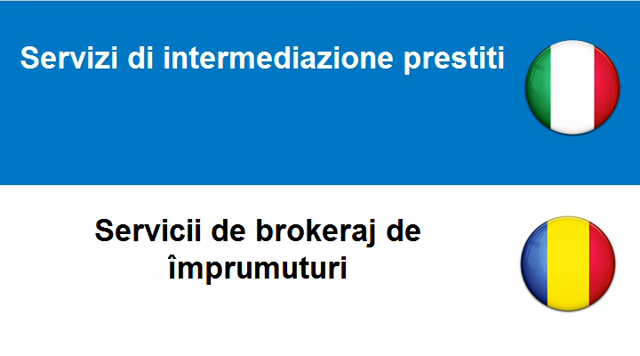 Servizi di intermediazione prestiti
Servicii de brokeraj de
împrumuturi